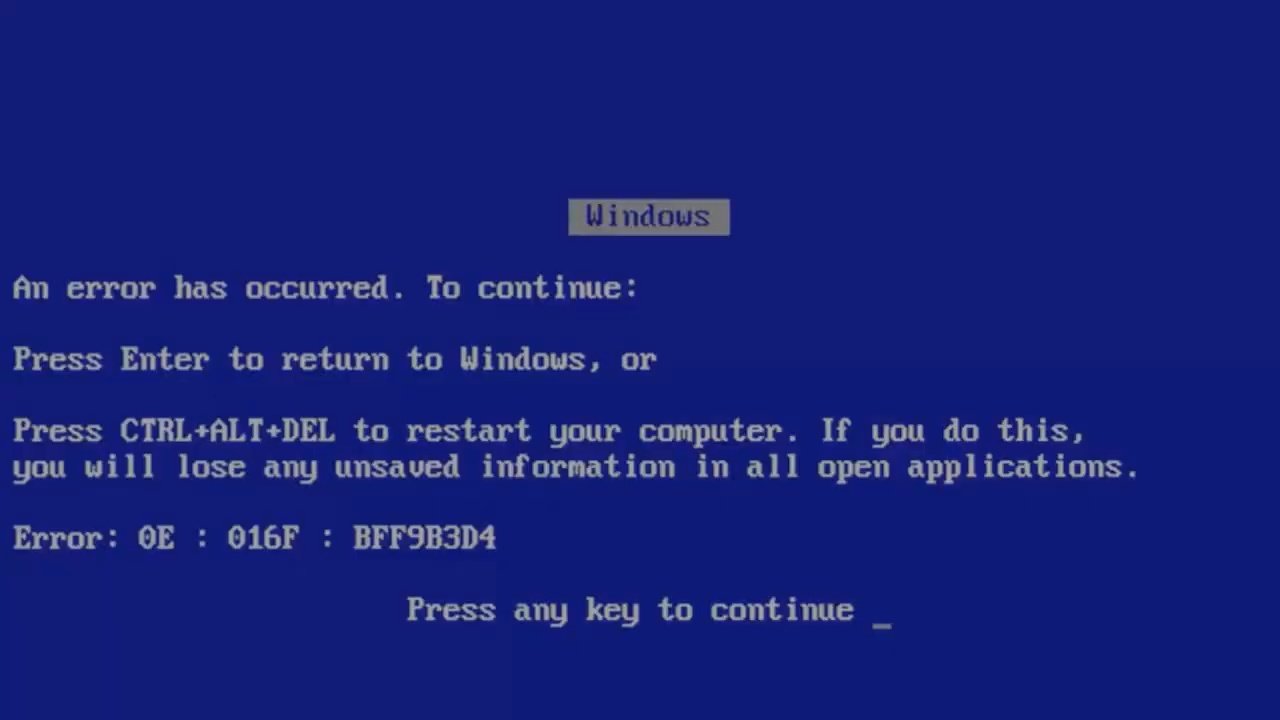 Windows
An error has occurred. To continue:
Press Enter to return to Windows, or
Press CTRL+ALT+DEL to restart your computer. If you do this,
you will lose any unsaved information in all open applications.
Error: 0E : 016F : BFF9B3D4
Press any key to continue _